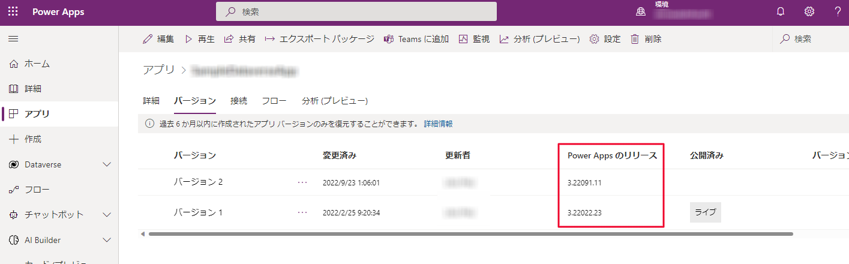 Power Apps 検索 環境
編集 再生 共有 エクスポート パッケージ Teams に追加 監視 分析 (プレビュー) 設定 削除 検索
ホーム
詳細
アプリ
作成
Dataverse
フロー
チャットボット
AI Builder
アプリ >
詳細 バージョン 接続 フロー 分析 (プレビュー)
過去 6 か月以内に作成されたアプリ バージョンのみを復元することができます。 詳細情報
バージョン 変更済み 更新者 Power Apps のリリース 公開済み バージョン
バージョン 2 ... 2022/9/23 1:06:01 3.22091.11
バージョン 1 ... 2022/2/25 9:20:34 3.22022.23 ライブ